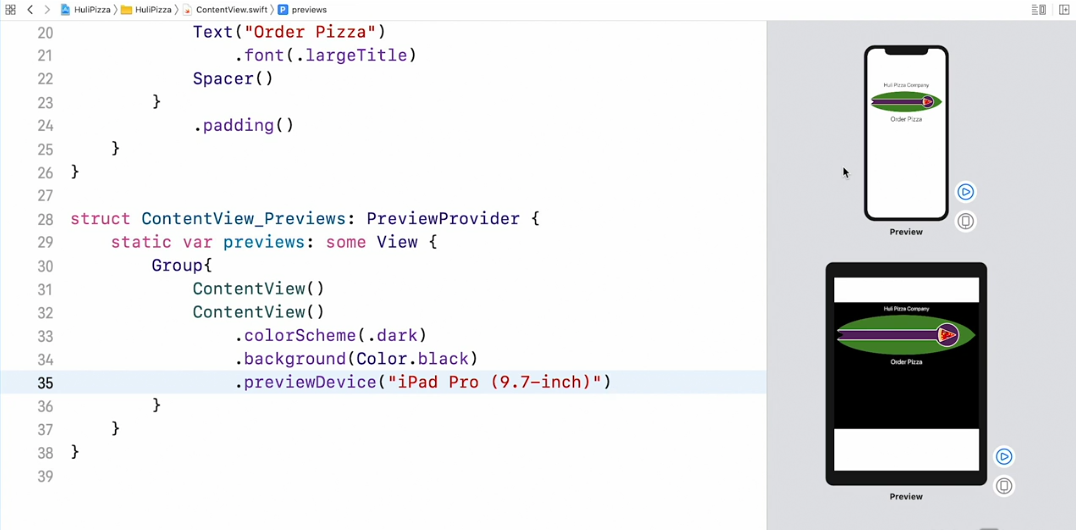 HuliPizza
HuliPizza
ContentView.swift
P
previews
20 Text("Order Pizza")
21 .font(.largeTitle)
22 Spacer()
23 }
24 .padding()
25 }
26 }
27
28 struct ContentView_Previews: PreviewProvider {
29 static var previews: some View {
30 Group{
31 ContentView()
32 ContentView()
33 .colorScheme(.dark)
34 .background(Color.black)
35 .previewDevice("iPad Pro (9.7-inch)")
36 }
37 }
38 }
39
Huli Pizza Company
Order Pizza
Preview
Huli Pizza Company
Order Pizza
Preview